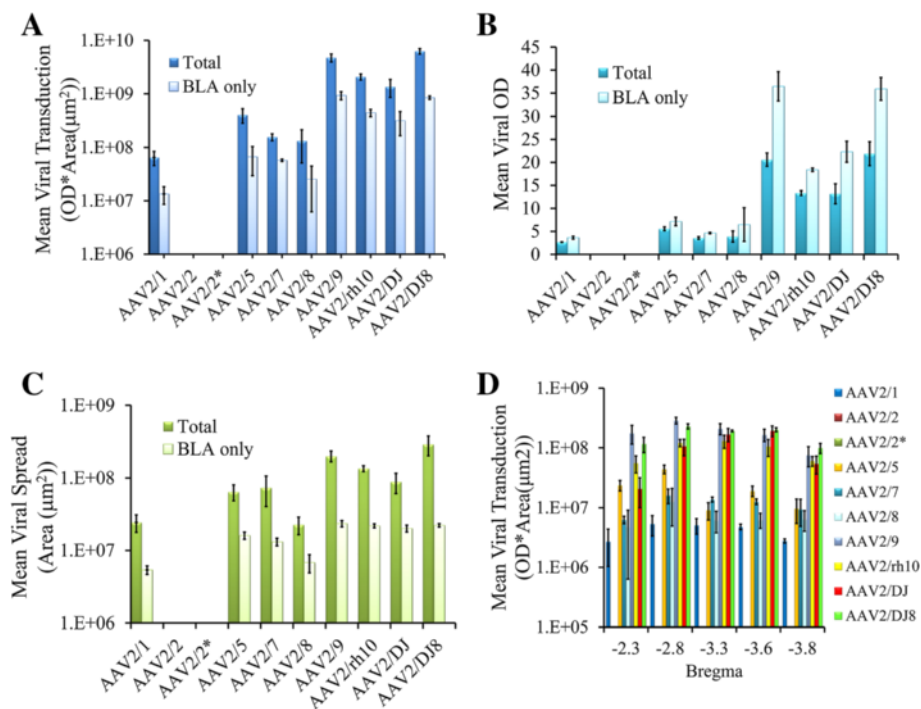 A
Mean Viral Transduction
(OD*Area(µm²))
1.E+10
1.E+09
1.E+08
1.E+07
1.E+06
Total
BLA only
AAV2/1
AAV2/2
AAV2/2*
AAV2/5
AAV2/7
AAV2/8
AAV2/9
AAV2/rh10
AAV2/DJ
AAV2/DJ8
B
Mean Viral OD
45
40
35
30
25
20
15
10
5
0
Total
BLA only
AAV2/1
AAV2/2
AAV2/2*
AAV2/5
AAV2/7
AAV2/8
AAV2/9
AAV2/rh10
AAV2/DJ
AAV2/DJ8
C
Mean Viral Spread
(Area (µm²))
1.E+09
1.E+08
1.E+07
1.E+06
Total
BLA only
AAV2/1
AAV2/2
AAV2/2*
AAV2/5
AAV2/7
AAV2/8
AAV2/9
AAV2/rh10
AAV2/DJ
AAV2/DJ8
D
Mean Viral Transduction
(OD*Area(µm2))
1.E+09
1.E+08
1.E+07
1.E+06
1.E+05
-2.3
-2.8
-3.3
-3.6
-3.8
Bregma
AAV2/1
AAV2/2
AAV2/2*
AAV2/5
AAV2/7
AAV2/8
AAV2/9
AAV2/rh10
AAV2/DJ
AAV2/DJ8